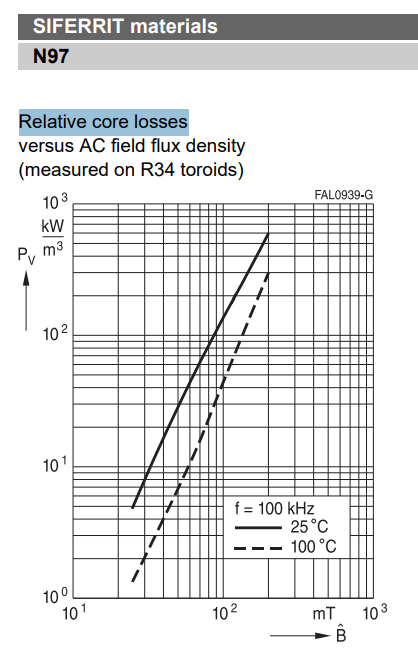 SIFERRIT materials
N97
Relative core losses
versus AC field flux density
(measured on R34 toroids)
FAL0939-G
10³
kW
m³
P_V
10²
10¹
f = 100 kHz
25 °C
100 °C
10⁰
10¹
10²
mT
10³
B̂